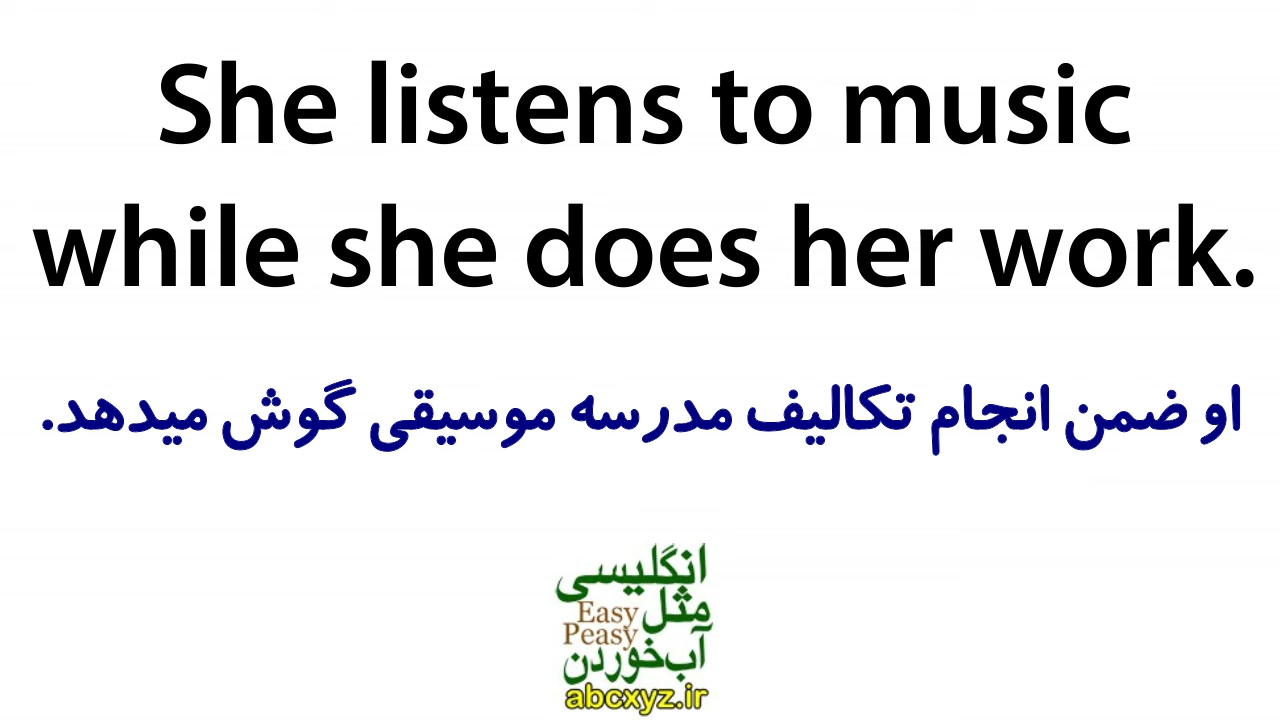 She listens to music
while she does her work.
او ضمن انجام تکالیف مدرسه موسیقی گوش میدهد.
انگلیسی
مثل
Easy
Peasy
آب‌خوردن
abcxyz.ir